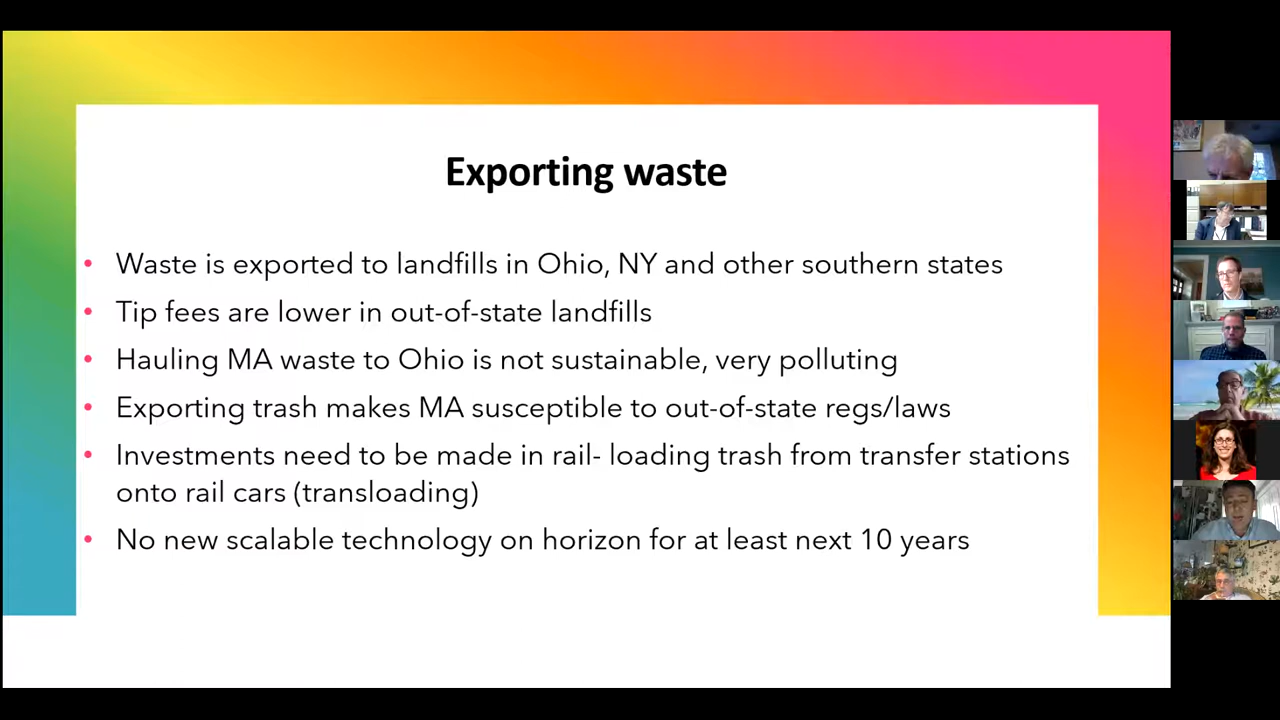 Exporting waste
• Waste is exported to landfills in Ohio, NY and other southern states
• Tip fees are lower in out-of-state landfills
• Hauling MA waste to Ohio is not sustainable, very polluting
• Exporting trash makes MA susceptible to out-of-state regs/laws
• Investments need to be made in rail- loading trash from transfer stations
onto rail cars (transloading)
• No new scalable technology on horizon for at least next 10 years